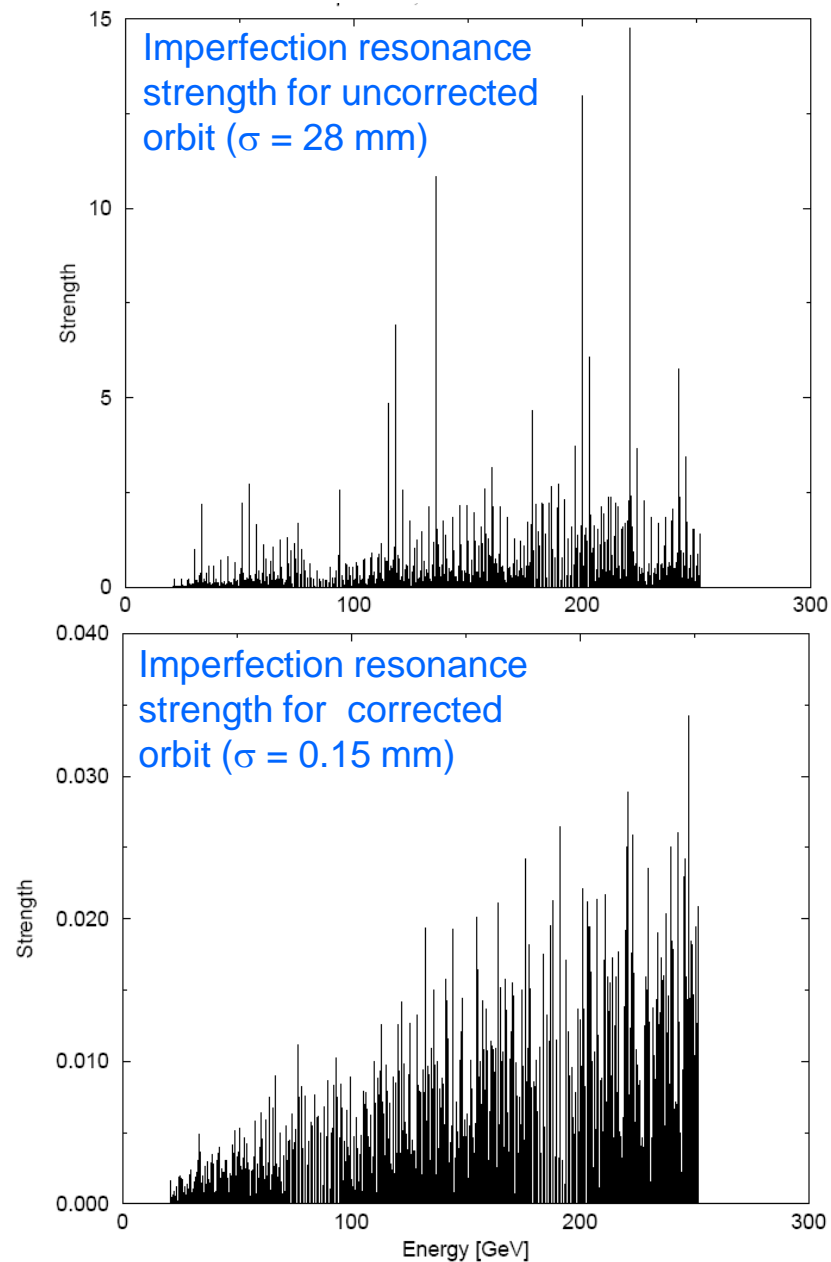 15
Imperfection resonance
strength for uncorrected
orbit (σ = 28 mm)
10
Strength
5
0
0 100 200 300
0.040
Imperfection resonance
strength for corrected
orbit (σ = 0.15 mm)
0.030
Strength
0.020
0.010
0.000
0 100 200 300
Energy [GeV]